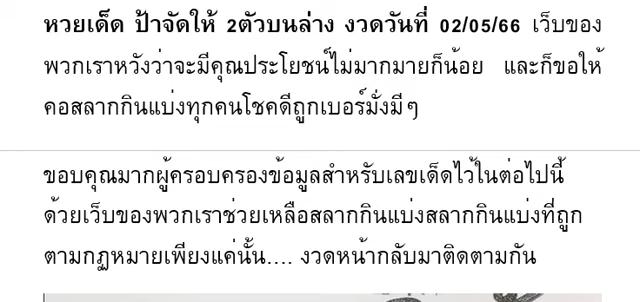 หวยเด็ด ป้าจัดให้ 2ตัวบนล่าง งวดวันที่ 02/05/66 เว็บของ
พวกเราหวังว่าจะมีคุณประโยชน์ไม่มากมายก็น้อย และก็ขอให้
คอสลากกินแบ่งทุกคนโชคดีถูกเบอร์มั่งมีๆ
ขอบคุณมากผู้ครอบครองข้อมูลสำหรับเลขเด็ดไว้ในต่อไปนี้
ด้วยเว็บของพวกเราช่วยเหลือสลากกินแบ่งสลากกินแบ่งที่ถูก
ตามกฏหมายเพียงแค่นั้น.... งวดหน้ากลับมาติดตามกัน